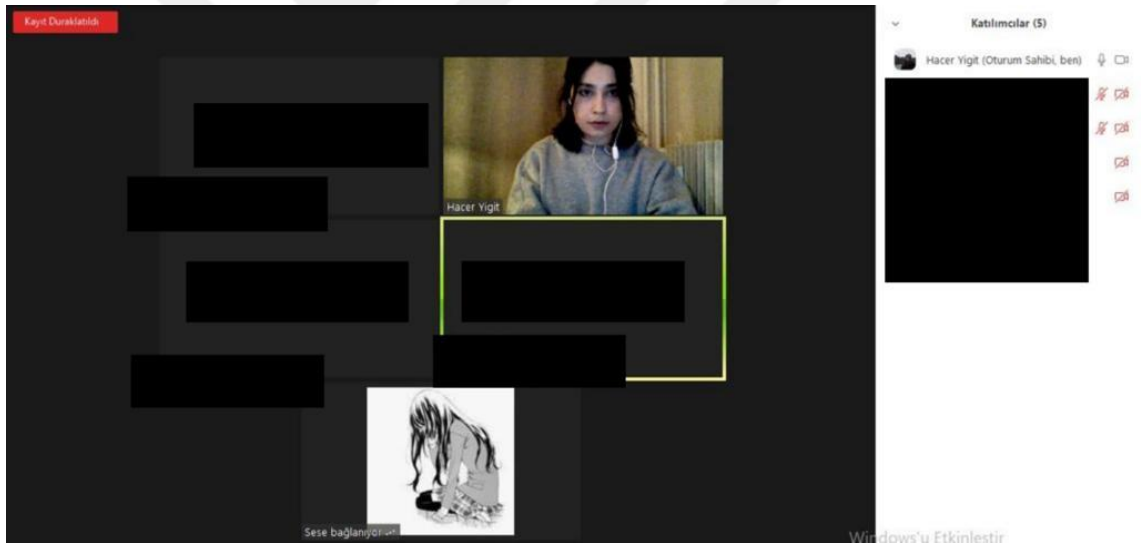 Kayıt Duraklatıldı
Katılımcılar (5)
Hacer Yigit (Oturum Sahibi, ben)
Hacer Yigit
Sese bağlanıyor
Windows'u Etkinleştir